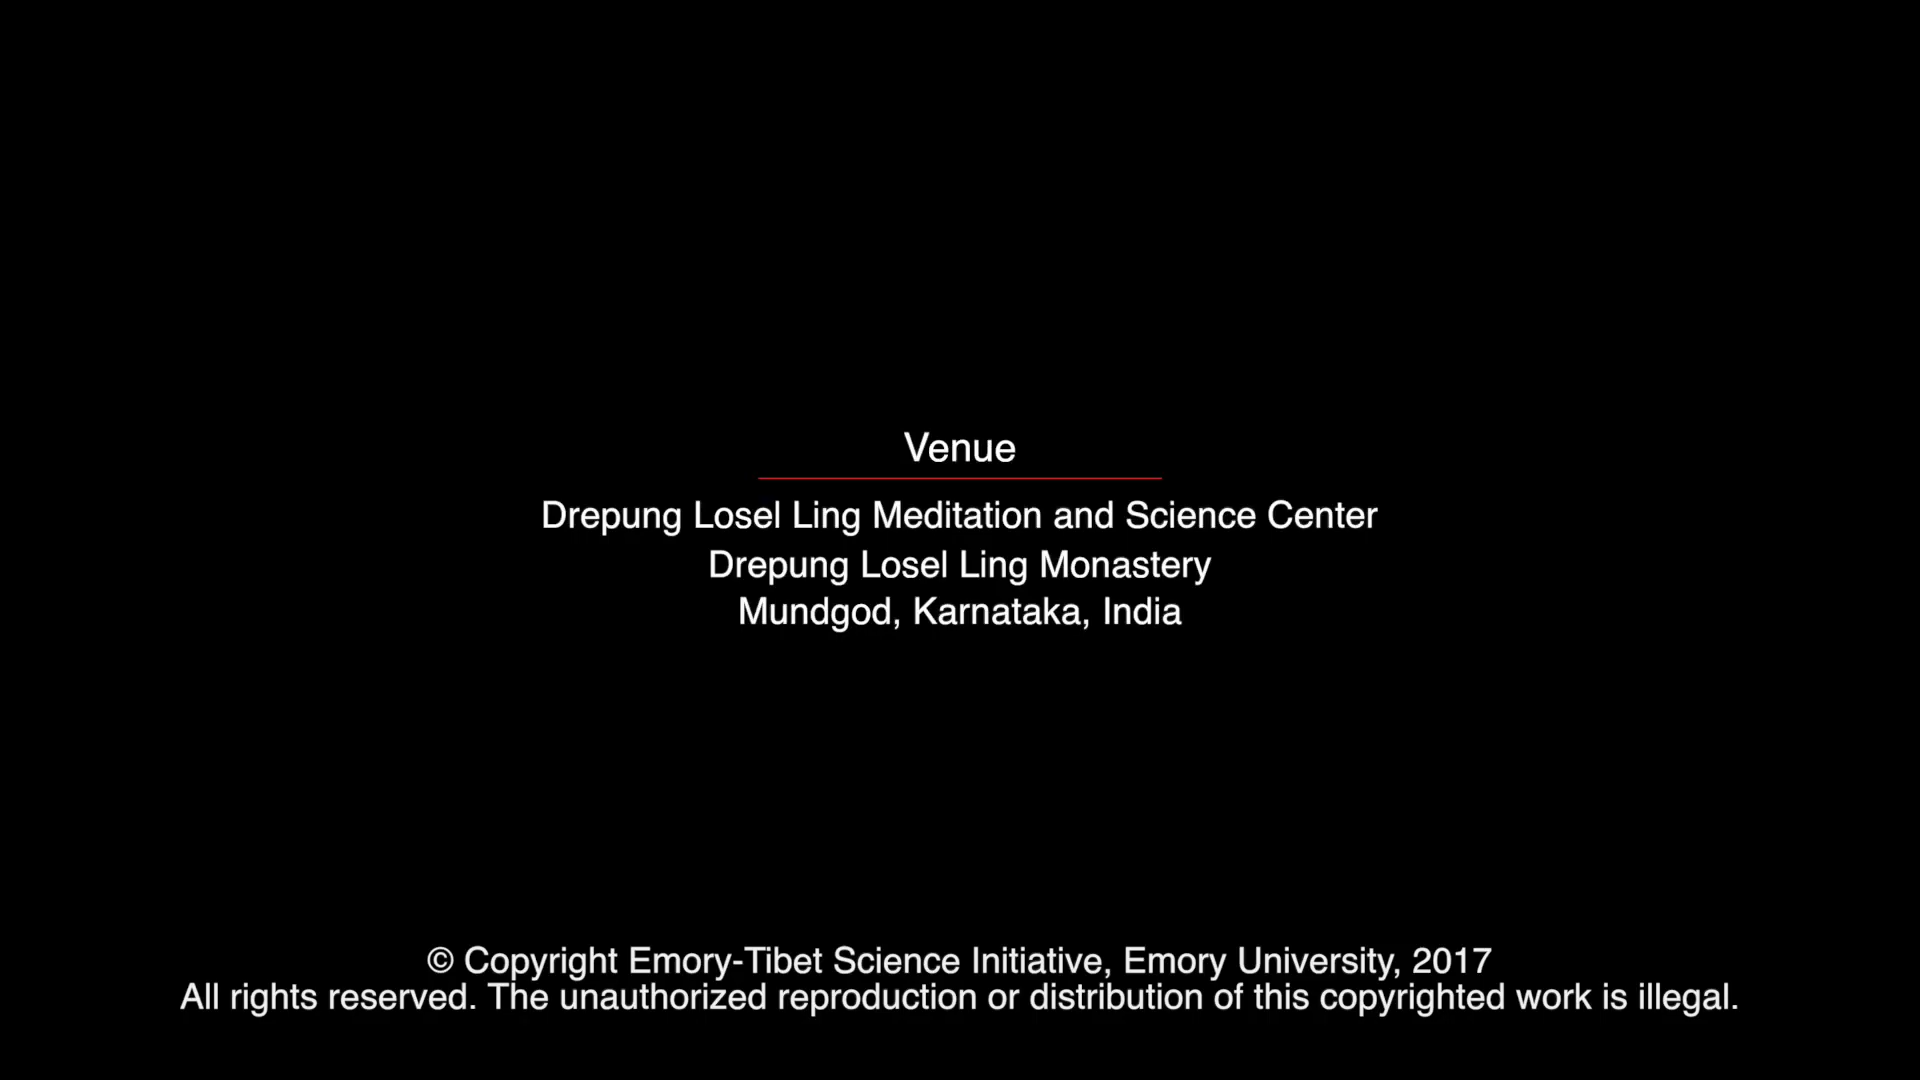 Venue
Drepung Losel Ling Meditation and Science Center
Drepung Losel Ling Monastery
Mundgod, Karnataka, India
© Copyright Emory-Tibet Science Initiative, Emory University, 2017
All rights reserved. The unauthorized reproduction or distribution of this copyrighted work is illegal.